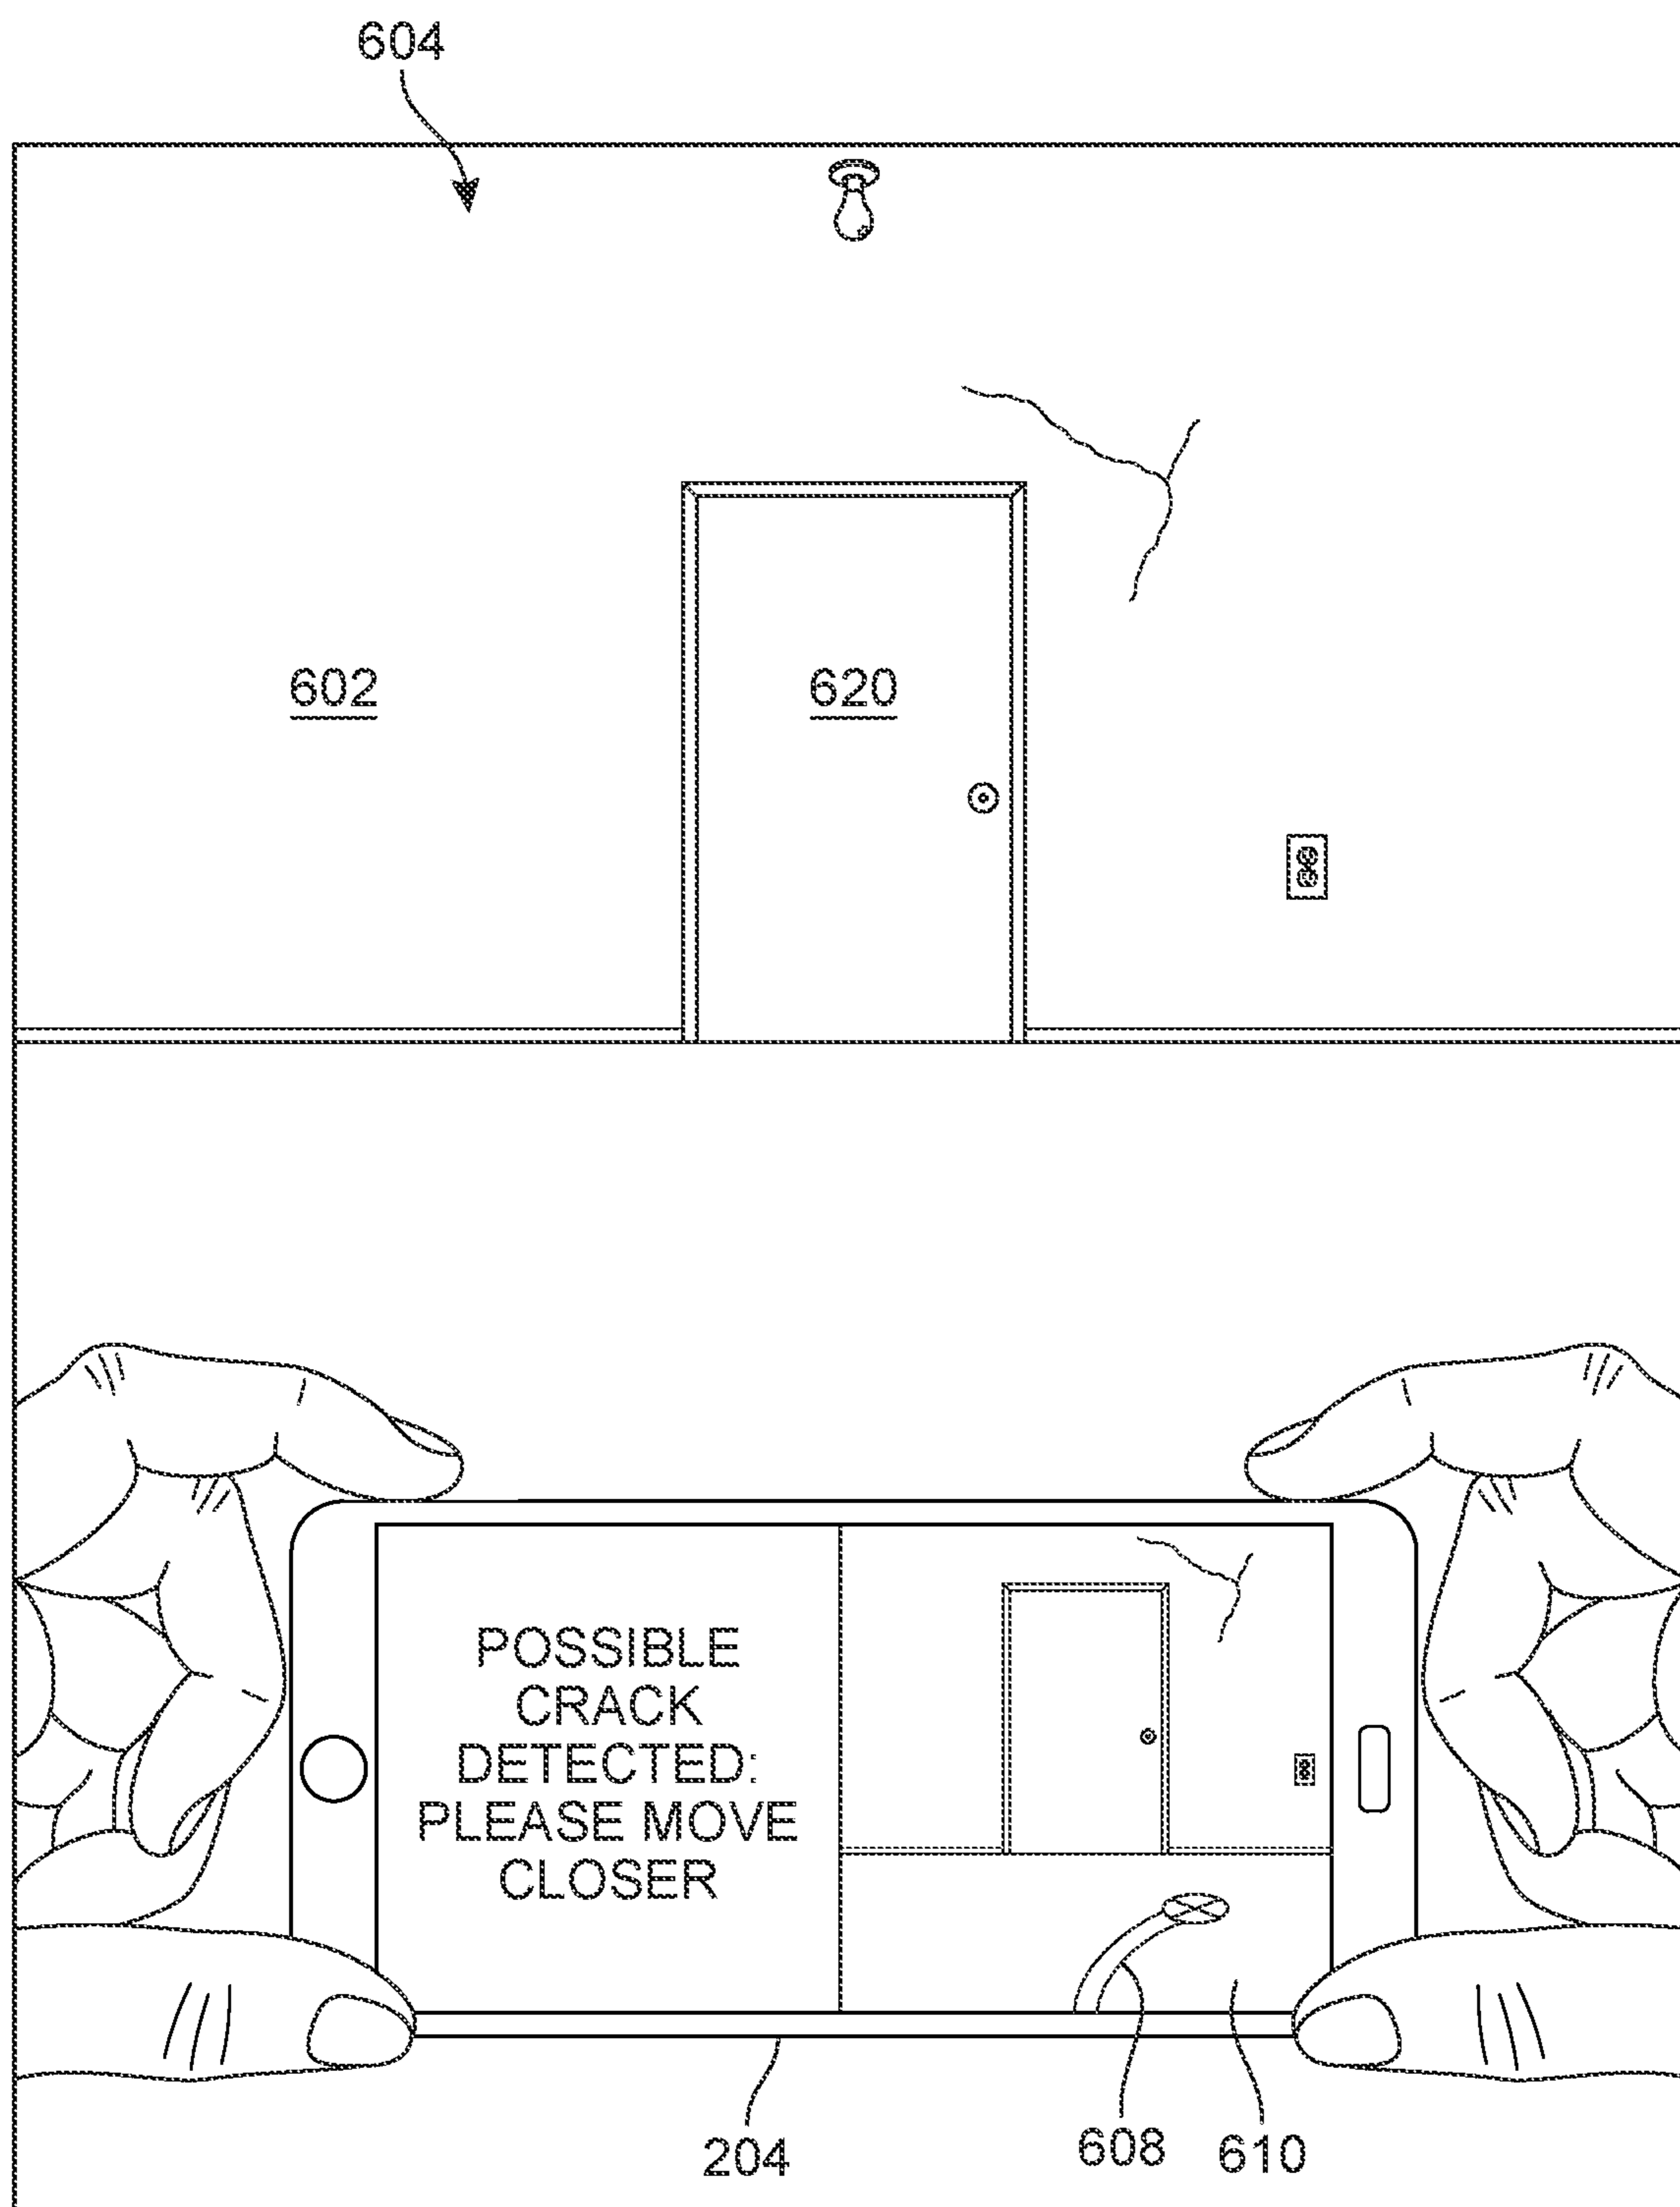 604
602
620
POSSIBLE
CRACK
DETECTED:
PLEASE MOVE
CLOSER
204
608
610